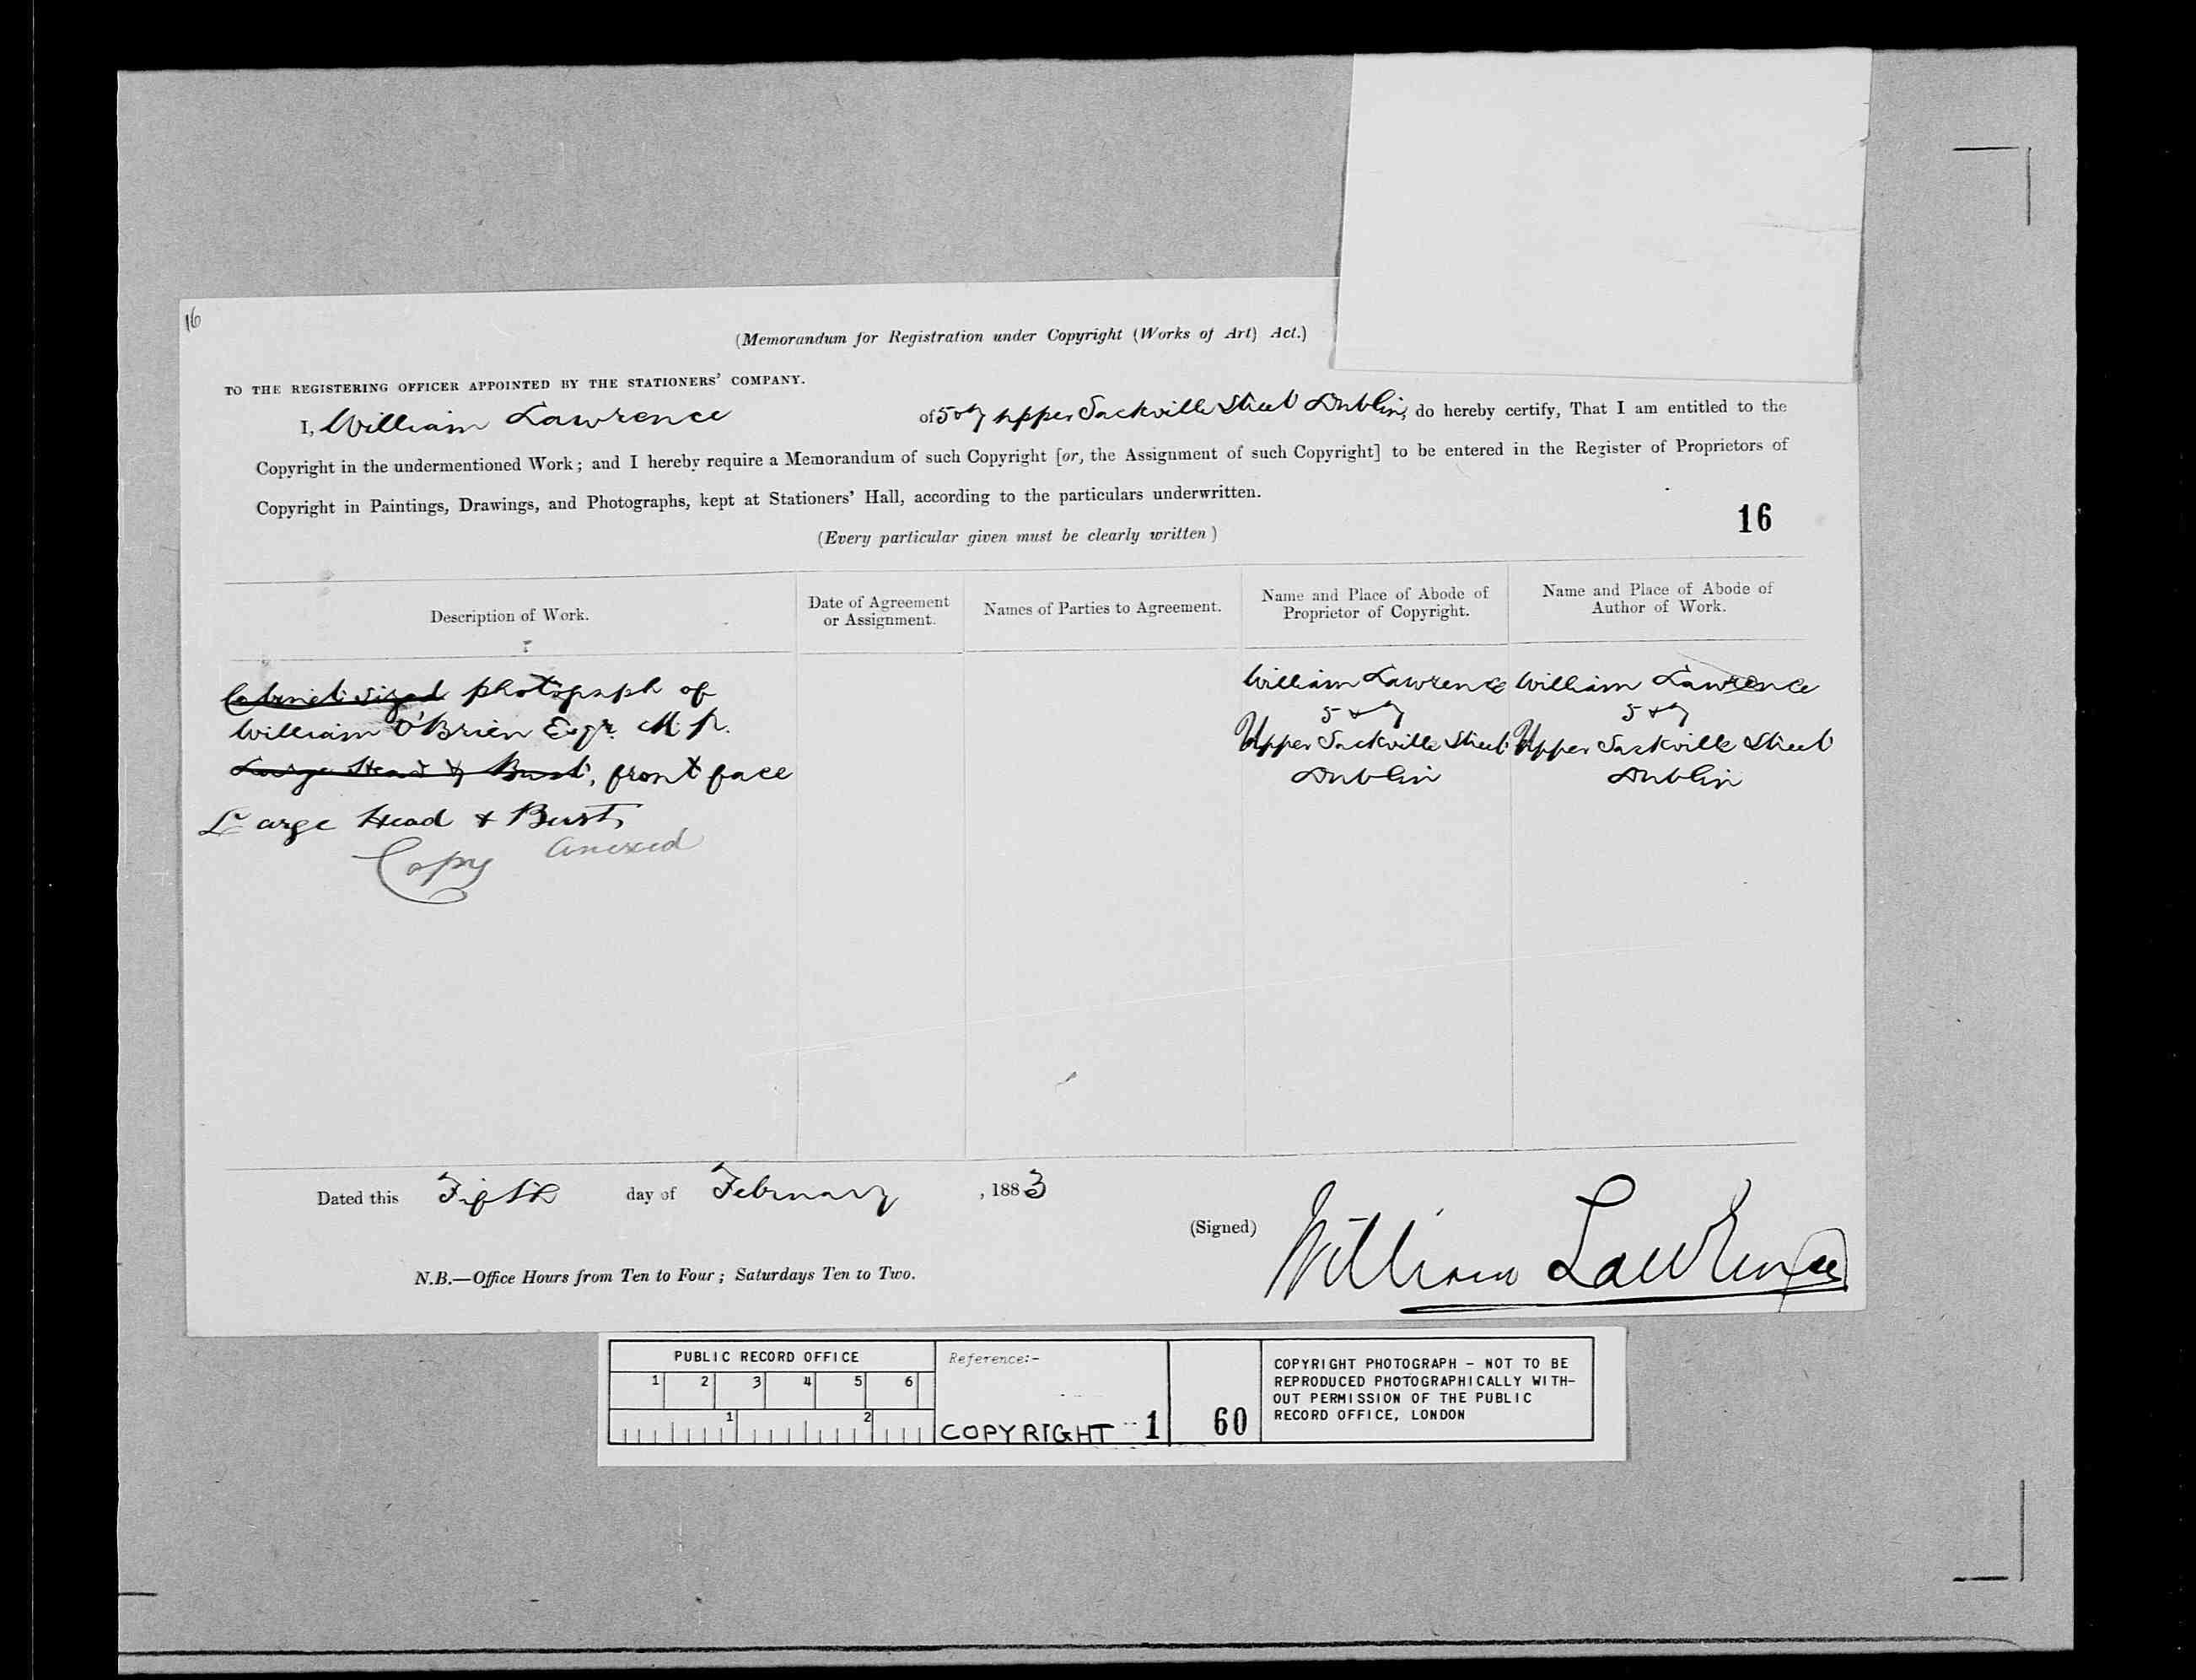 16
(Memorandum for Registration under Copyright (Works of Art) Act.)
TO THE REGISTERING OFFICER APPOINTED BY THE STATIONERS' COMPANY.
I, William Lawrence of 5 & 7 Upper Sackville Street Dublin, do hereby certify, That I am entitled to the
Copyright in the undermentioned Work; and I hereby require a Memorandum of such Copyright [or, the Assignment of such Copyright] to be entered in the Register of Proprietors of
Copyright in Paintings, Drawings, and Photographs, kept at Stationers' Hall, according to the particulars underwritten.
16
(Every particular given must be clearly written)
Description of Work.
Date of Agreement
or Assignment.
Names of Parties to Agreement.
Name and Place of Abode of
Proprietor of Copyright.
Name and Place of Abode of
Author of Work.
Cabinet sized photograph of
William O'Brien Esqr. M.P.
Large Head & Bust, front face
Large Head & Bust,
Copy anexed
William Lawrence
5 & 7
Upper Sackville Street
Dublin
William Lawrence
5 & 7
Upper Sackville Street
Dublin
Dated this Fifth day of February, 1883
(Signed) William Lawrence
N.B.—Office Hours from Ten to Four; Saturdays Ten to Two.
PUBLIC RECORD OFFICE
1 2 3 4 5 6
1 2
Reference:-
COPYRIGHT 1 60
COPYRIGHT PHOTOGRAPH - NOT TO BE
REPRODUCED PHOTOGRAPHICALLY WITH-
OUT PERMISSION OF THE PUBLIC
RECORD OFFICE, LONDON